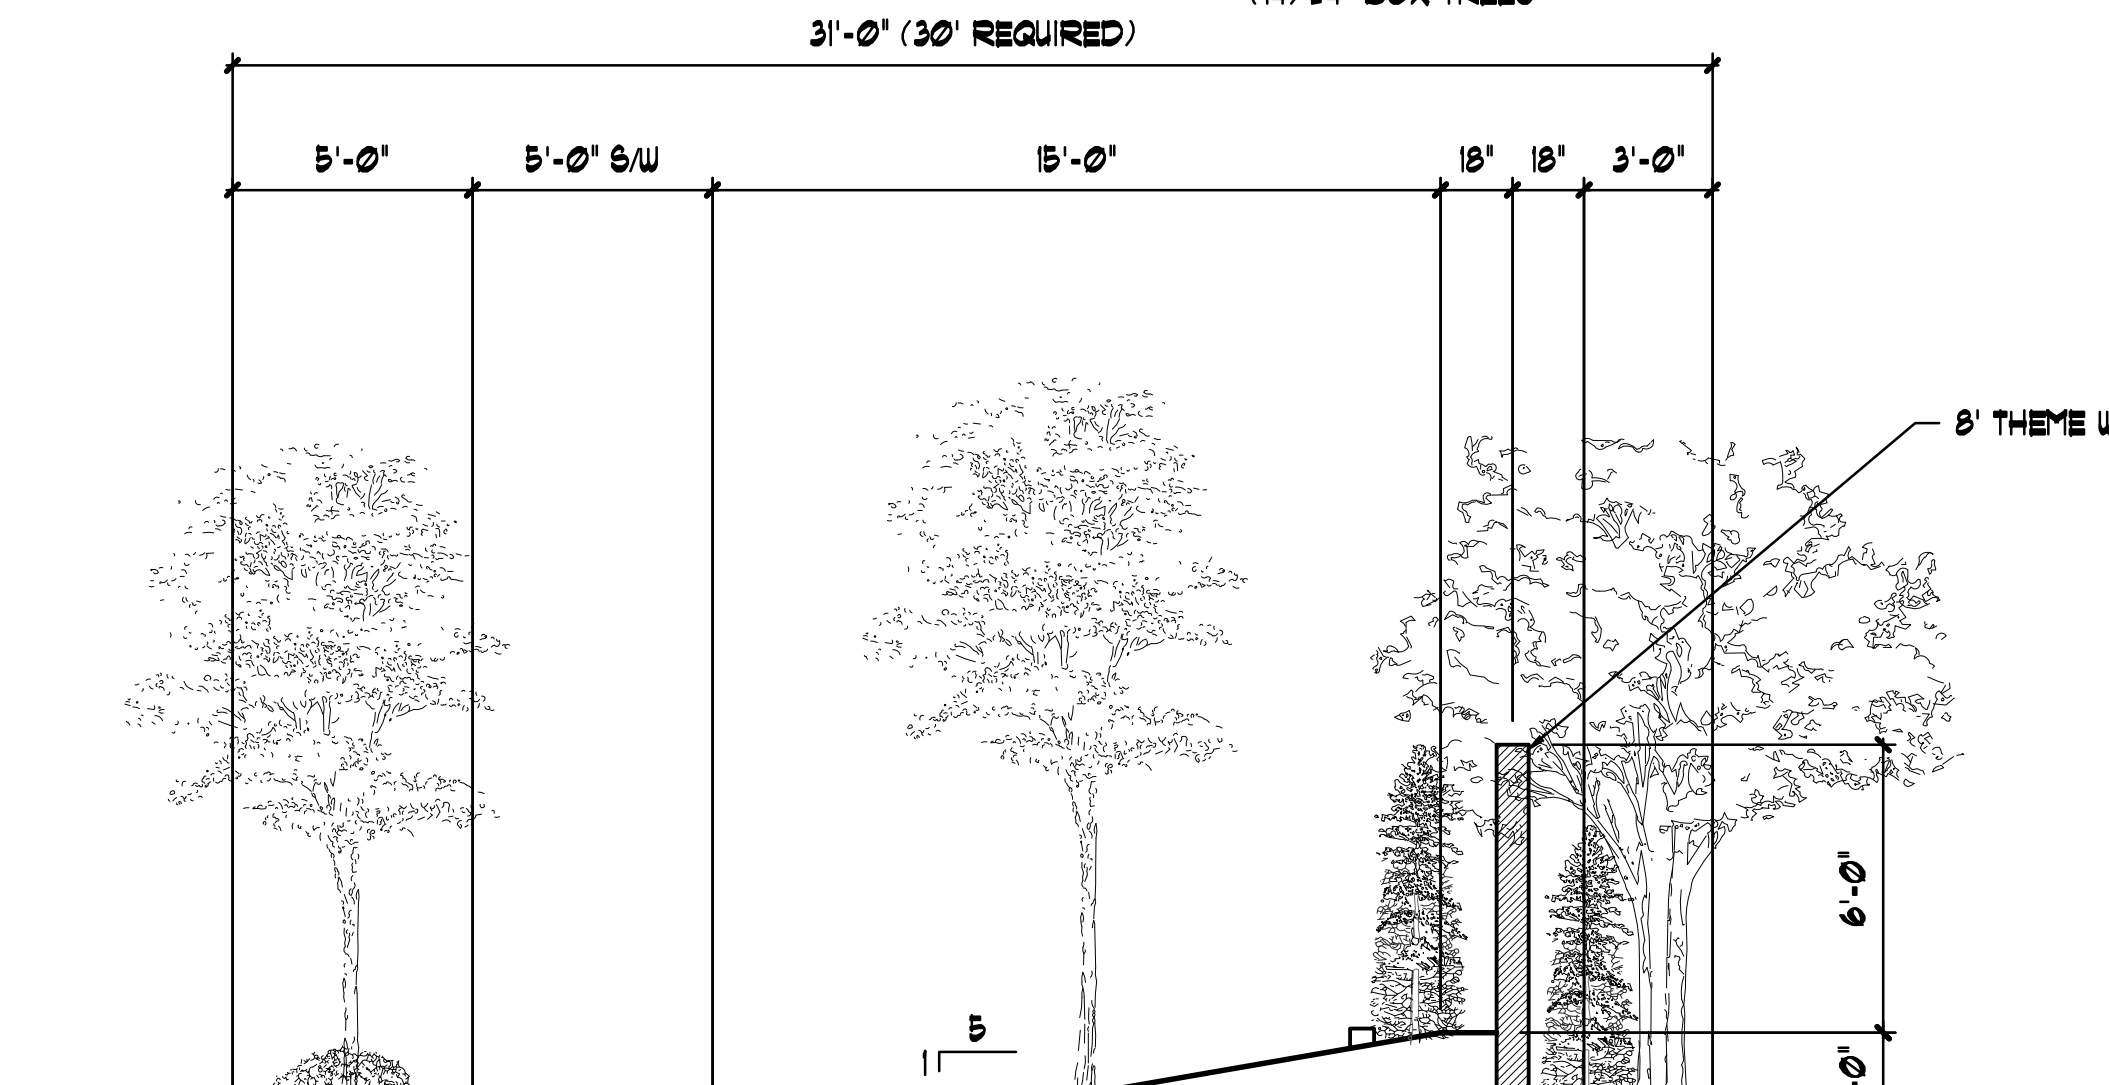 31'-0" (30' REQUIRED)
5'-0" 5'-0" S/W 15'-0" 18" 18" 3'-0"
8' THEME
6'-0"
5
1